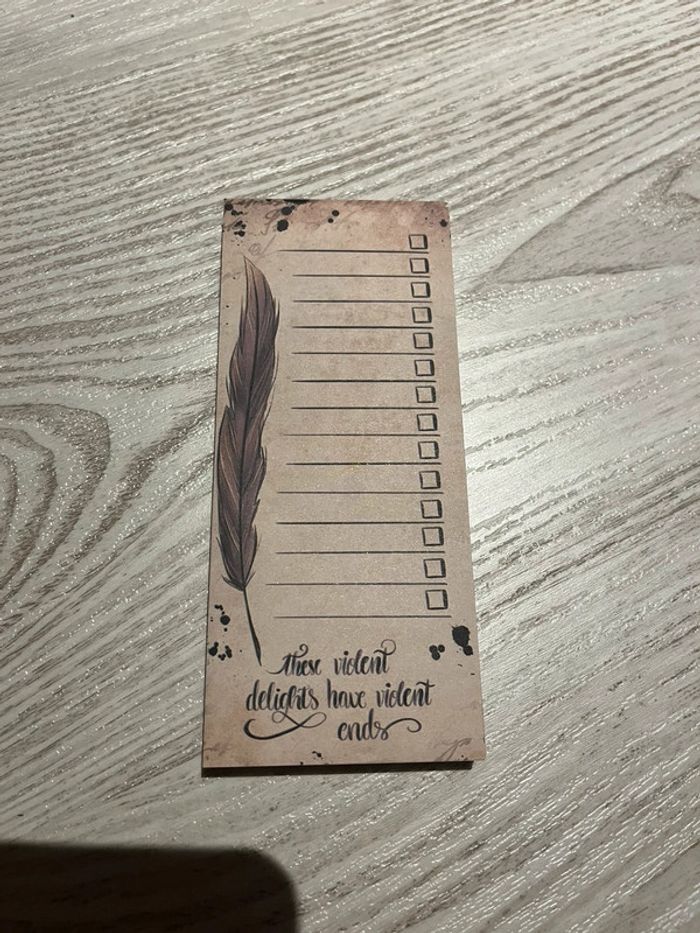 these violent
delights have violent
ends